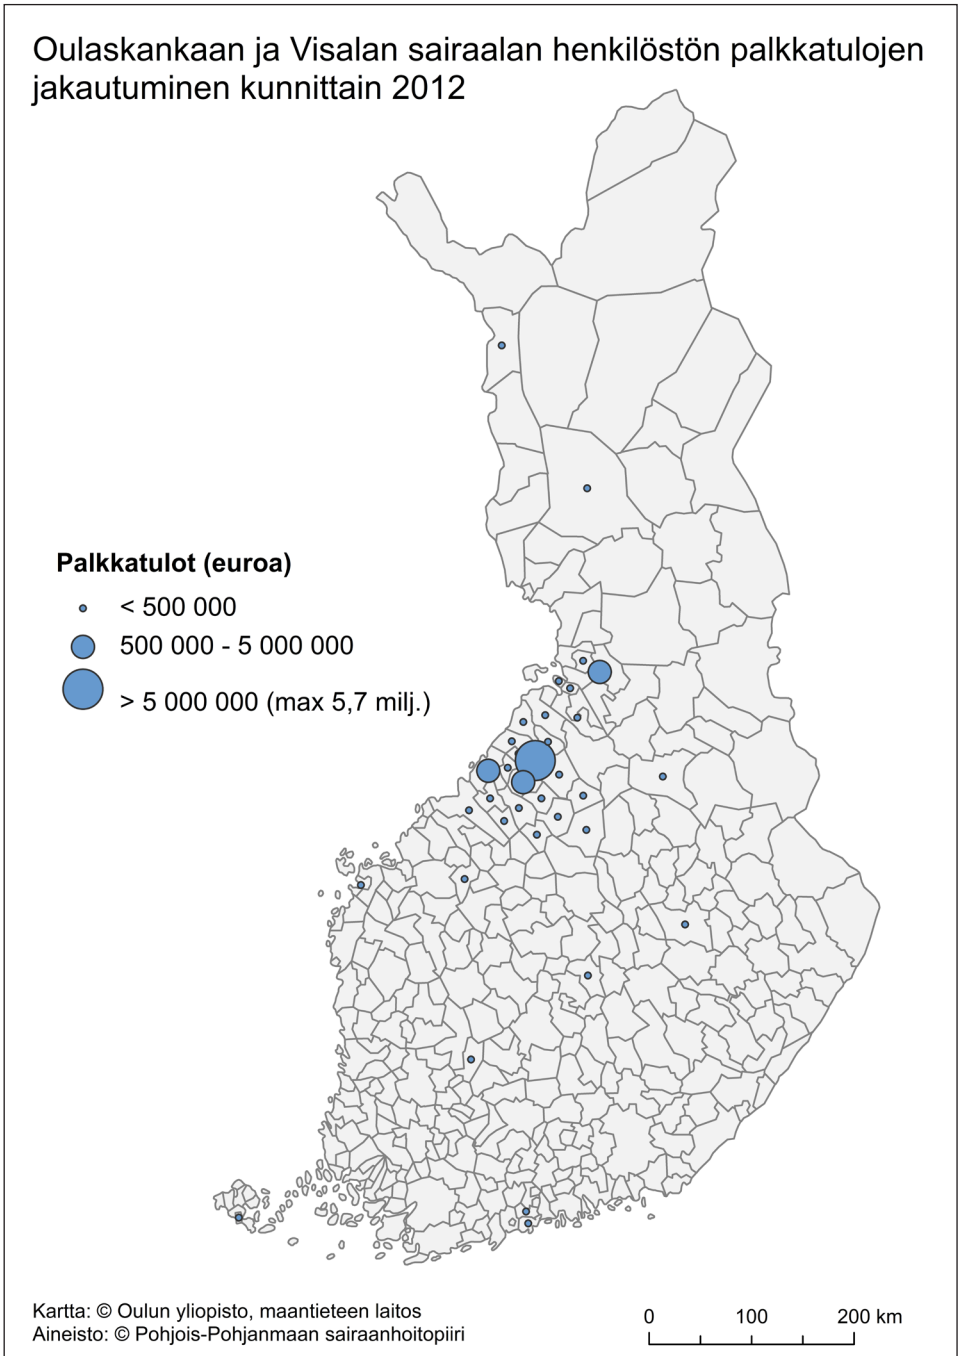 Oulaskankaan ja Visalan sairaalan henkilöstön palkkatulojen
jakautuminen kunnittain 2012
Palkkatulot (euroa)
< 500 000
500 000 - 5 000 000
> 5 000 000 (max 5,7 milj.)
Kartta: © Oulun yliopisto, maantieteen laitos
Aineisto: © Pohjois-Pohjanmaan sairaanhoitopiiri
0 100 200 km